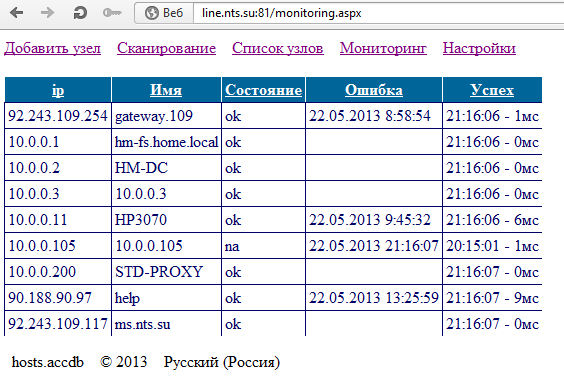 Веб line.nts.su:81/monitoring.aspx
Добавить узел Сканирование Список узлов Мониторинг Настройки
ip Имя Состояние Ошибка Успех
92.243.109.254 gateway.109 ok 22.05.2013 8:58:54 21:16:06 - 1мс
10.0.0.1 hm-fs.home.local ok 21:16:06 - 0мс
10.0.0.2 HM-DC ok 21:16:06 - 0мс
10.0.0.3 10.0.0.3 ok 21:16:06 - 0мс
10.0.0.11 HP3070 ok 22.05.2013 9:45:32 21:16:06 - 6мс
10.0.0.105 10.0.0.105 na 22.05.2013 21:16:07 20:15:01 - 1мс
10.0.0.200 STD-PROXY ok 21:16:07 - 0мс
90.188.90.97 help ok 22.05.2013 13:25:59 21:16:07 - 9мс
92.243.109.117 ms.nts.su ok 21:16:07 - 0мс
hosts.accdb © 2013 Русский (Россия)